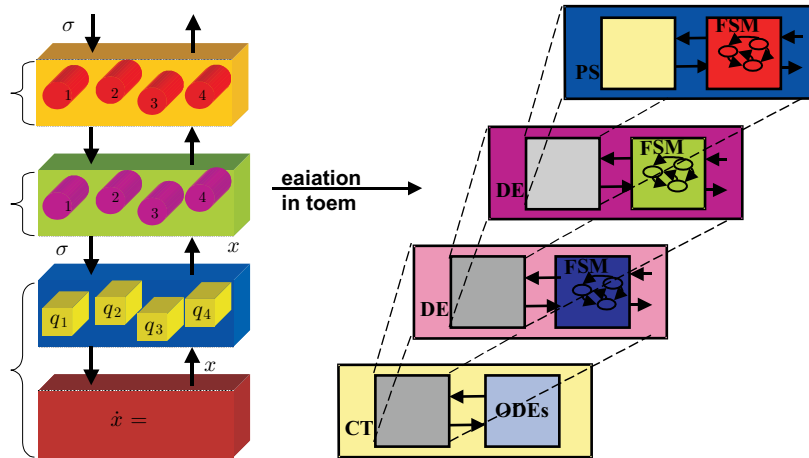 σ
1 2 3 4
1 2 3 4
σ x
q1 q2 q3 q4
x
ẋ =
eaiation
in toem
PS FSM
DE FSM
DE FSM
CT ODEs